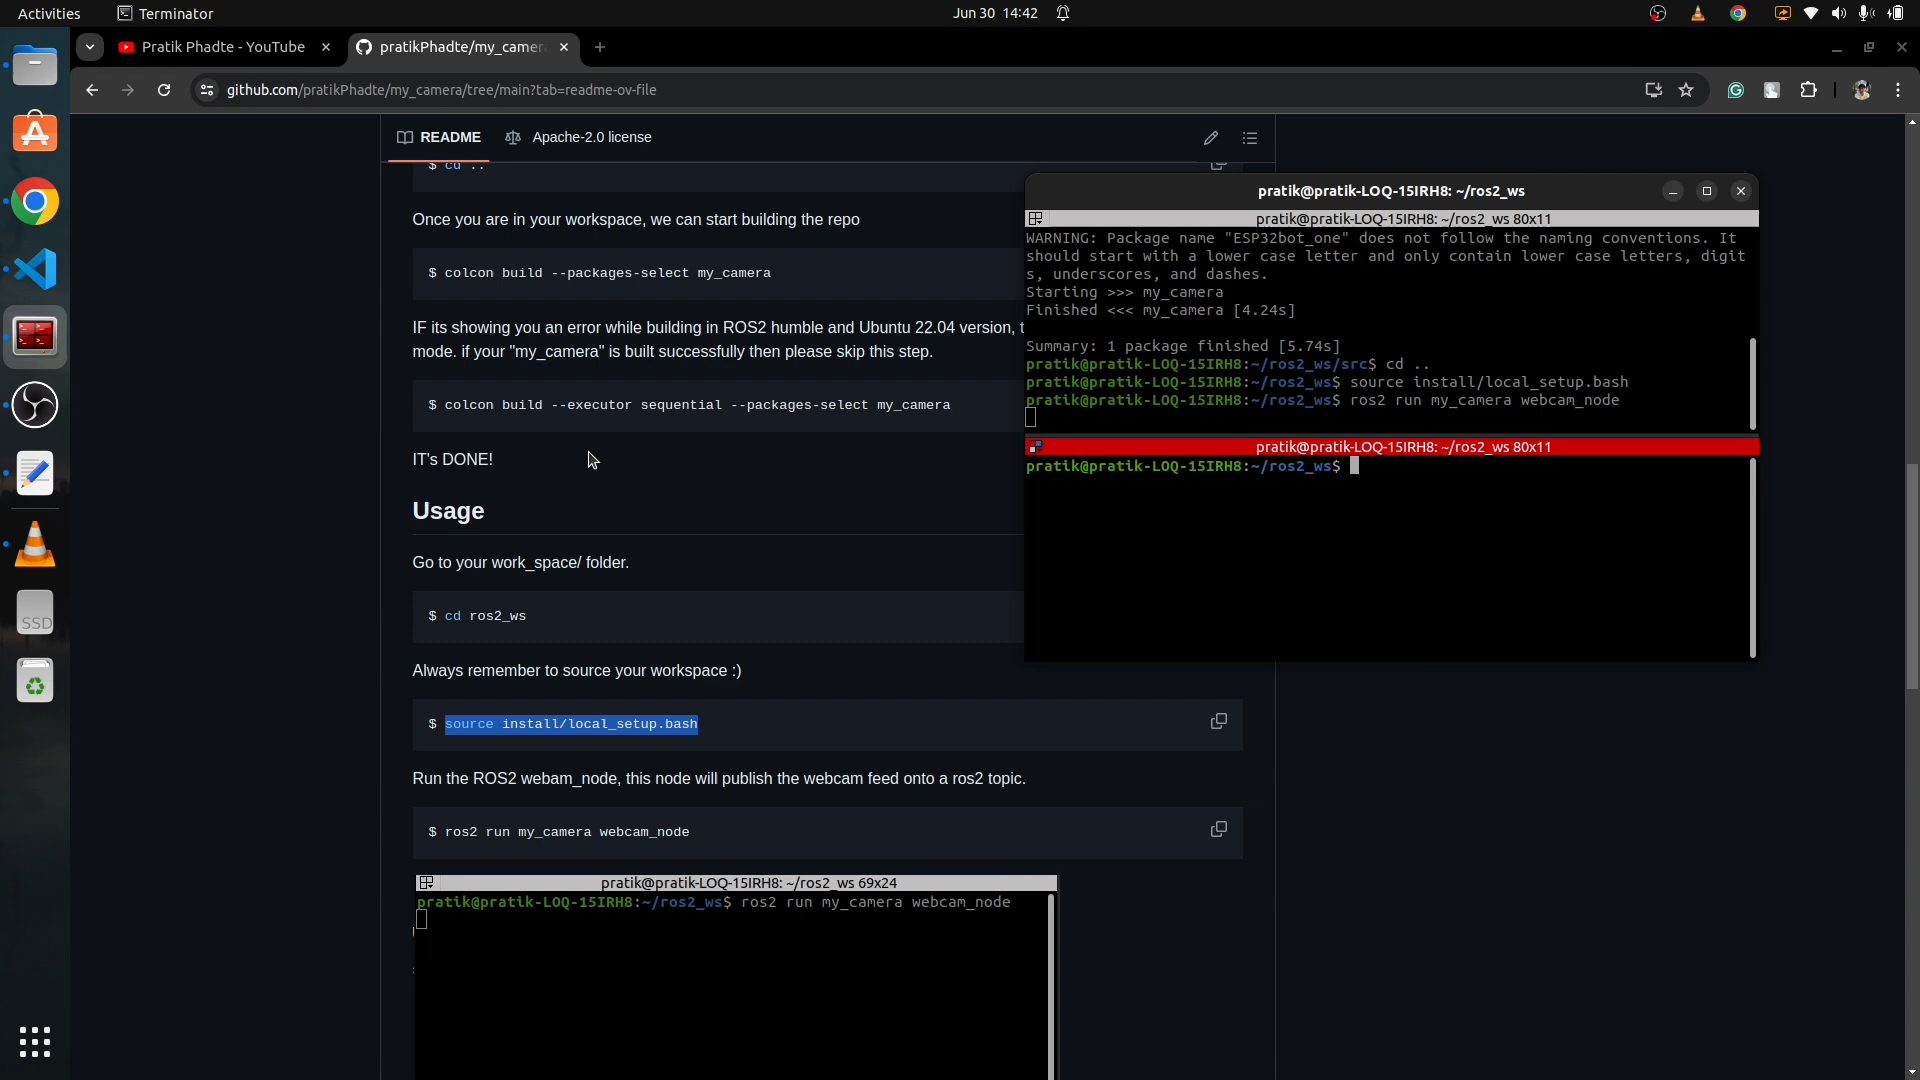 Activities
Terminator
Jun 30 14:42
Pratik Phadte - YouTube
pratikPhadte/my_camer
github.com/pratikPhadte/my_camera/tree/main?tab=readme-ov-file
README
Apache-2.0 license
$ cd ..
Once you are in your workspace, we can start building the repo
$ colcon build --packages-select my_camera
IF its showing you an error while building in ROS2 humble and Ubuntu 22.04 version, t
mode. if your "my_camera" is built successfully then please skip this step.
$ colcon build --executor sequential --packages-select my_camera
IT's DONE!
Usage
Go to your work_space/ folder.
$ cd ros2_ws
Always remember to source your workspace :)
$ source install/local_setup.bash
Run the ROS2 webam_node, this node will publish the webcam feed onto a ros2 topic.
$ ros2 run my_camera webcam_node
pratik@pratik-LOQ-15IRH8: ~/ros2_ws 69x24
pratik@pratik-LOQ-15IRH8:~/ros2_ws$ ros2 run my_camera webcam_node
pratik@pratik-LOQ-15IRH8: ~/ros2_ws
pratik@pratik-LOQ-15IRH8: ~/ros2_ws 80x11
WARNING: Package name "ESP32bot_one" does not follow the naming conventions. It
should start with a lower case letter and only contain lower case letters, digit
s, underscores, and dashes.
Starting >>> my_camera
Finished <<< my_camera [4.24s]
Summary: 1 package finished [5.74s]
pratik@pratik-LOQ-15IRH8:~/ros2_ws/src$ cd ..
pratik@pratik-LOQ-15IRH8:~/ros2_ws$ source install/local_setup.bash
pratik@pratik-LOQ-15IRH8:~/ros2_ws$ ros2 run my_camera webcam_node
pratik@pratik-LOQ-15IRH8: ~/ros2_ws 80x11
pratik@pratik-LOQ-15IRH8:~/ros2_ws$
SSD